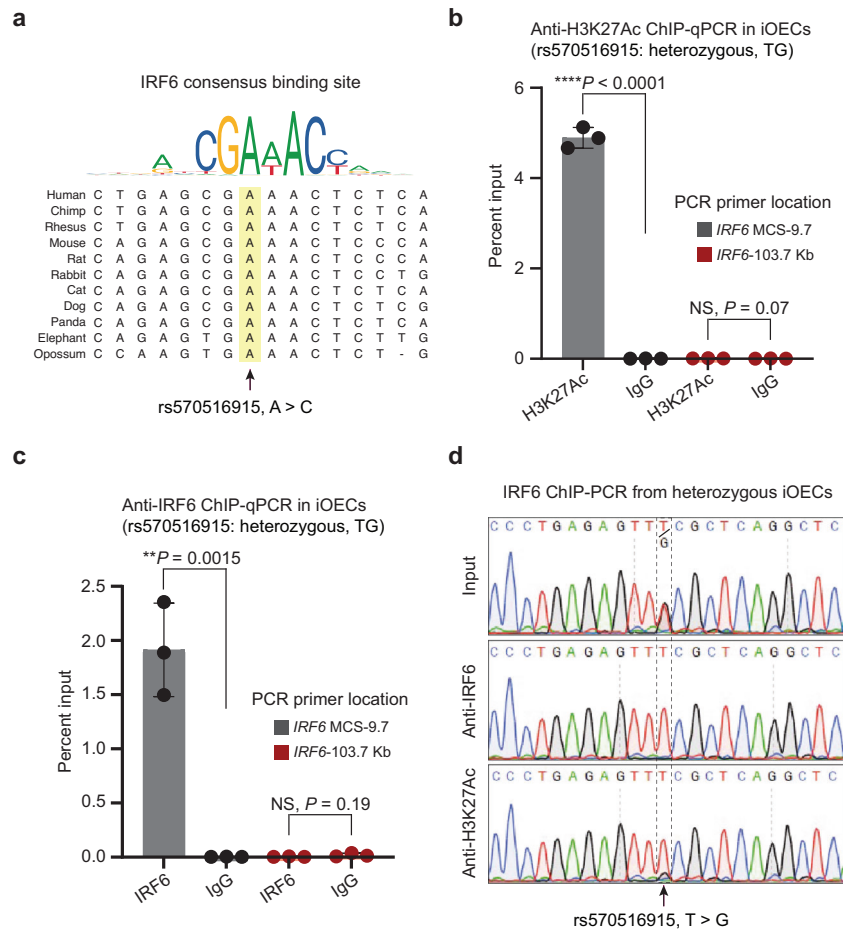 a
IRF6 consensus binding site
A CGAAAC C A
T T
Human C T G A G C G A A A C T C T C A
Chimp C T G A G C G A A A C T C T C A
Rhesus C T G A G C G A A A C T C T C A
Mouse C A G A G C G A A A C T C C C A
Rat C A G A G C G A A A C T C C C A
Rabbit C A G A G C G A A A C T C C T G
Cat C A G A G C G A A A C T C T C A
Dog C A G A G C G A A A C T C T C G
Panda C A G A G C G A A A C T C T C A
Elephant C A G A G T G A A A C T C T T G
Opossum C C A A G T G A A A C T C T - G
rs570516915, A > C
b
Anti-H3K27Ac ChIP-qPCR in iOECs
(rs570516915: heterozygous, TG)
****P < 0.0001
6
4
2
0
Percent input
PCR primer location
IRF6 MCS-9.7
IRF6-103.7 Kb
NS, P = 0.07
H3K27Ac
IgG
H3K27Ac
IgG
c
Anti-IRF6 ChIP-qPCR in iOECs
(rs570516915: heterozygous, TG)
**P = 0.0015
2.5
2.0
1.5
1.0
0.5
0.0
Percent input
PCR primer location
IRF6 MCS-9.7
IRF6-103.7 Kb
NS, P = 0.19
IRF6
IgG
IRF6
IgG
d
IRF6 ChIP-PCR from heterozygous iOECs
Input
C C C T G A G A G T T T C G C T C A G G C T C
G
Anti-IRF6
C C C T G A G A G T T T C G C T C A G G C T C
Anti-H3K27Ac
C C C T G A G A G T T T C G C T C A G G C T C
rs570516915, T > G